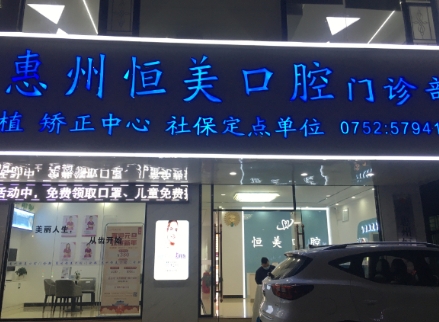 惠州恒美口腔门诊部
植 矫正中心 社保定点单位 0752:57941
活动中，免费领取口罩、儿童免费
美丽人生，
从齿开始
恒美口腔